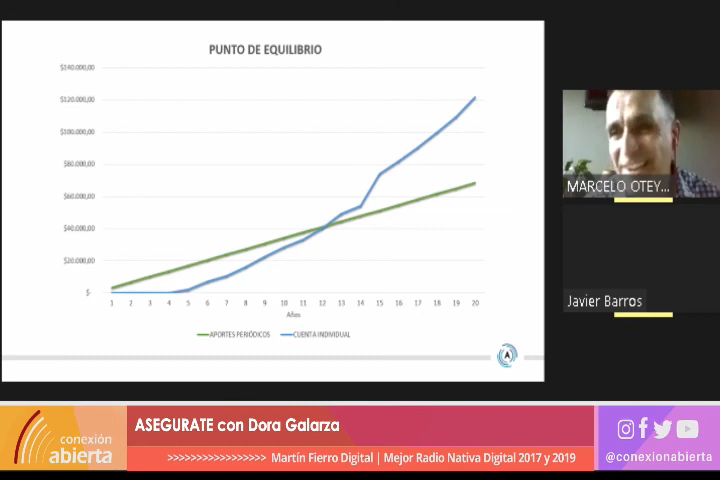 PUNTO DE EQUILIBRIO
$140.000,00
$120.000,00
$100.000,00
$80.000,00
$60.000,00
$40.000,00
$20.000,00
$-
1 2 3 4 5 6 7 8 9 10 11 12 13 14 15 16 17 18 19 20
Años
APORTES PERIÓDICOS CUENTA INDIVIDUAL
A
MARCELO OTEY...
Javier Barros
conexión
abierta
ASEGURATE con Dora Galarza
>>>>>>>>>>>>>>>>> Martín Fierro Digital | Mejor Radio Nativa Digital 2017 y 2019
@conexionabierta